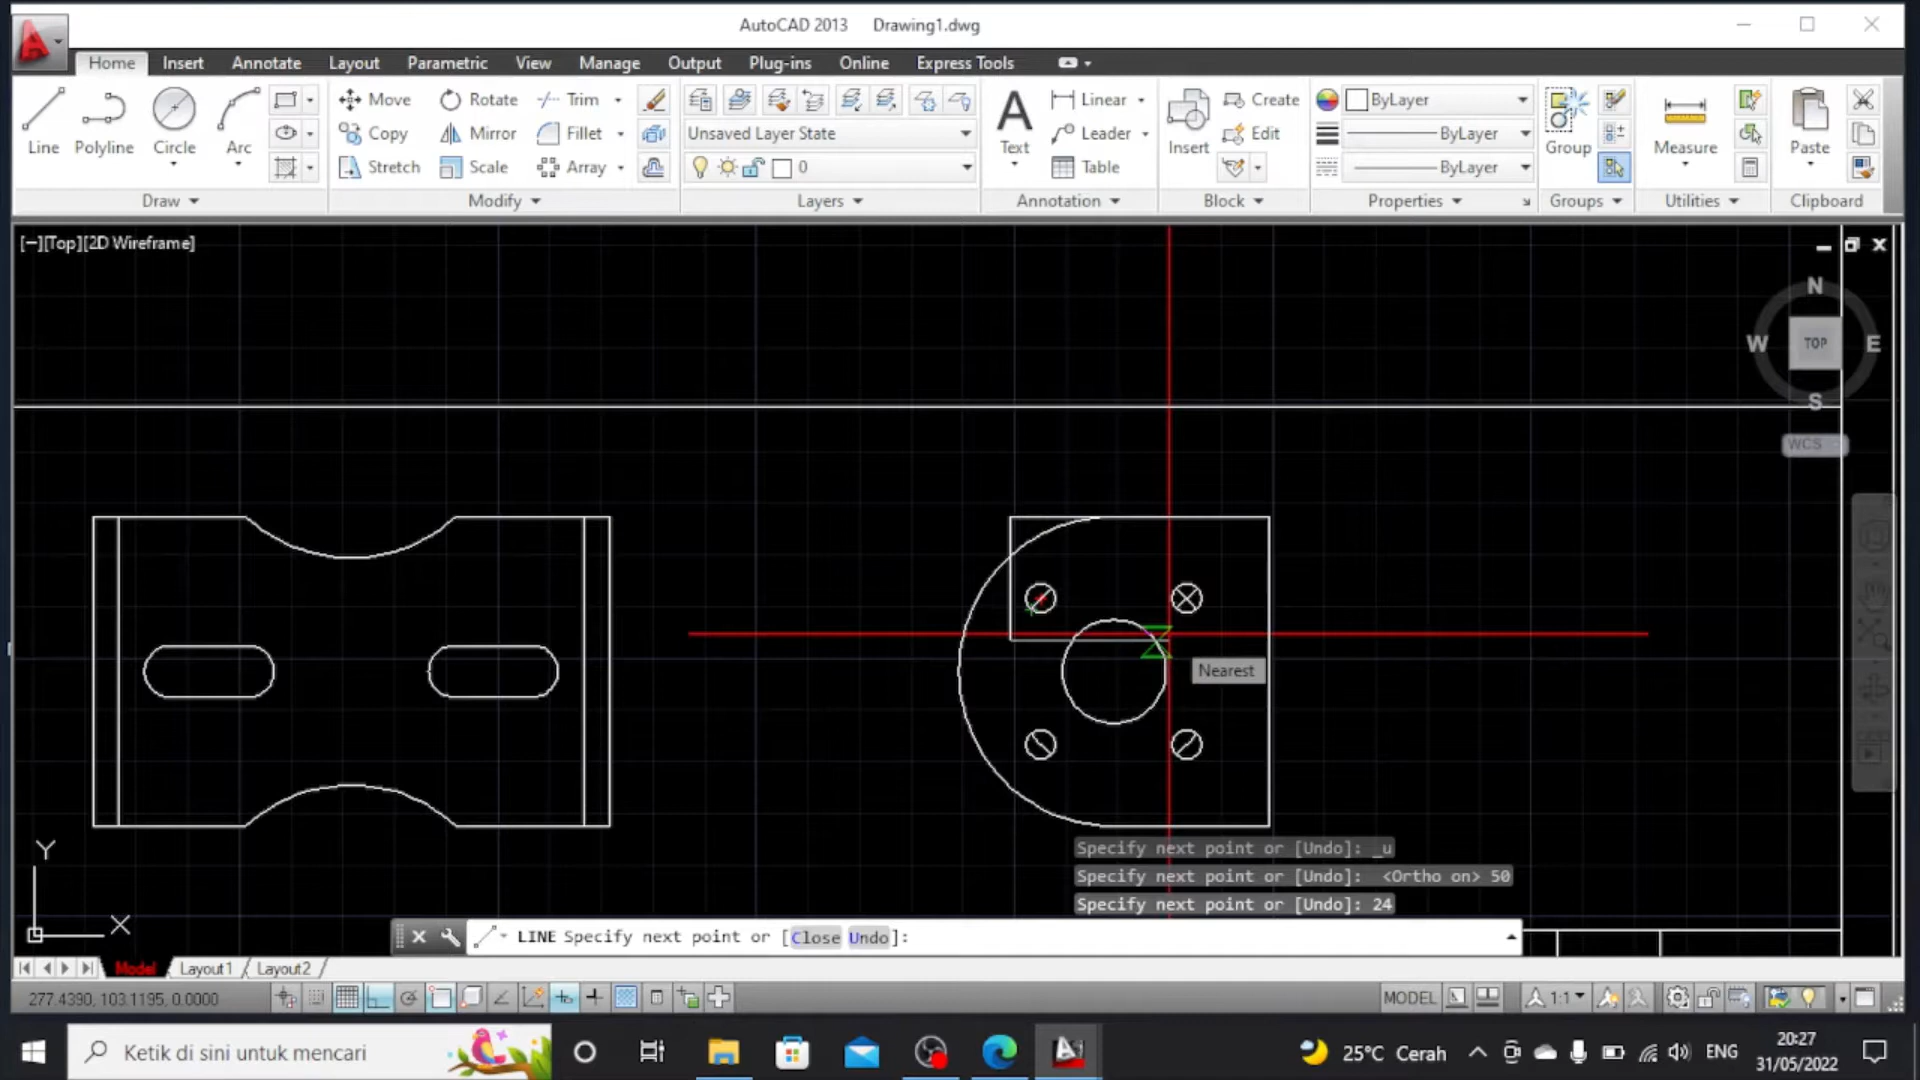 AutoCAD 2013 Drawing1.dwg
Home Insert Annotate Layout Parametric View Manage Output Plug-ins Online Express Tools
Line Polyline Circle Arc
Move Rotate Trim
Copy Mirror Fillet
Stretch Scale Array
Unsaved Layer State
0
Text
Linear
Leader
Table
Insert
Create
Edit
ByLayer
ByLayer
ByLayer
Group
Measure
Paste
Draw Modify Layers Annotation Block Properties Groups Utilities Clipboard
[−][Top][2D Wireframe]
N
W TOP E
S
WCS
Nearest
Y
X
Specify next point or [Undo]: _u
Specify next point or [Undo]: <Ortho on> 50
Specify next point or [Undo]: 24
LINE Specify next point or [Close Undo]:
Model Layout1 Layout2
277.4390, 103.1195, 0.0000
MODEL 1:1
Ketik di sini untuk mencari
25°C Cerah
ENG
20:27
31/05/2022